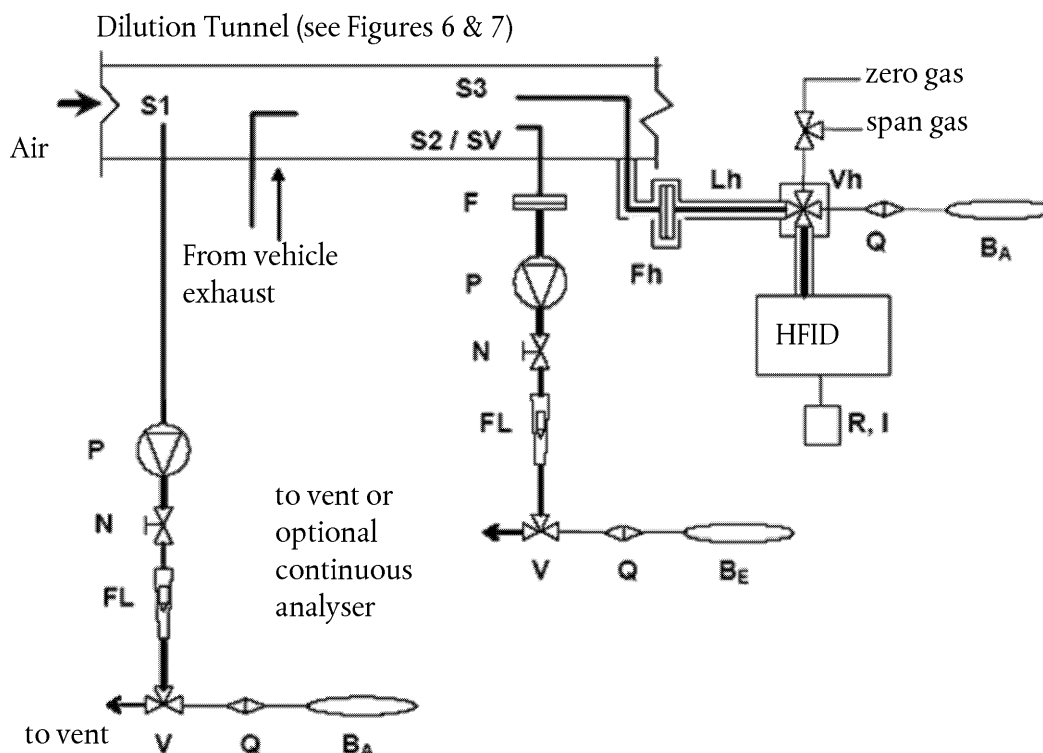 Dilution Tunnel (see Figures 6 & 7)
zero gas
S1
S3
span gas
Air
S2 / SV
Lh
Vh
F
From vehicle
exhaust
Fh
Q
BA
P
N
HFID
FL
R, I
P
to vent or
optional
continuous
analyser
N
V
Q
BE
FL
to vent
V
Q
BA